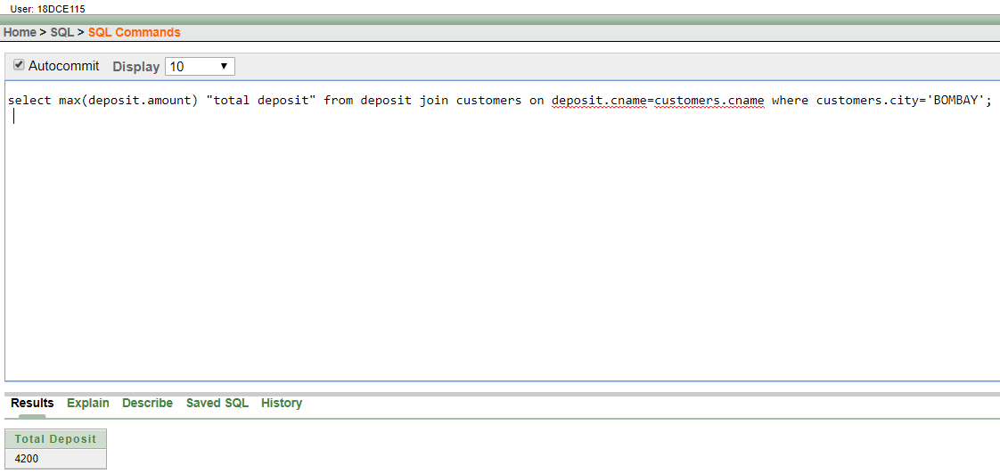 User: 18DCE115
Home > SQL > SQL Commands
Autocommit Display 10
select max(deposit.amount) "total deposit" from deposit join customers on deposit.cname=customers.cname where customers.city='BOMBAY';
Results Explain Describe Saved SQL History
Total Deposit
4200